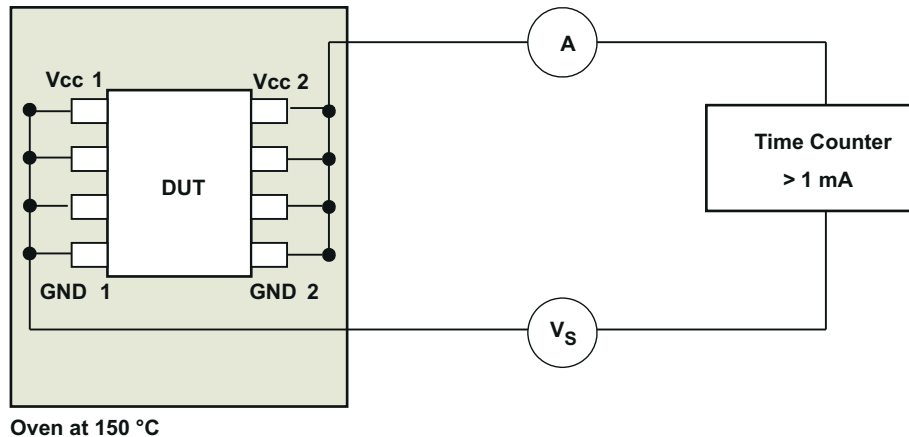 A
Vcc 1
Vcc 2
Time Counter
> 1 mA
DUT
GND 1
GND 2
VS
Oven at 150 °C